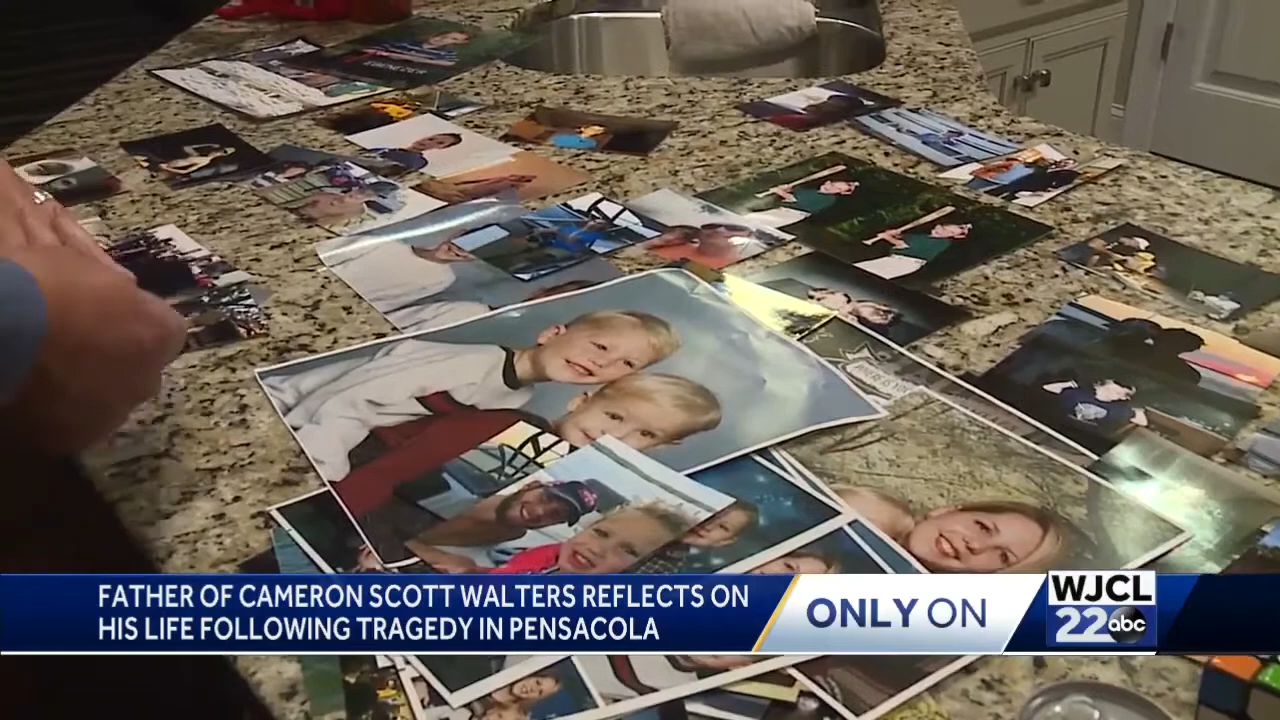 FATHER OF CAMERON SCOTT WALTERS REFLECTS ON
HIS LIFE FOLLOWING TRAGEDY IN PENSACOLA
ONLY ON
WJCL
22 abc